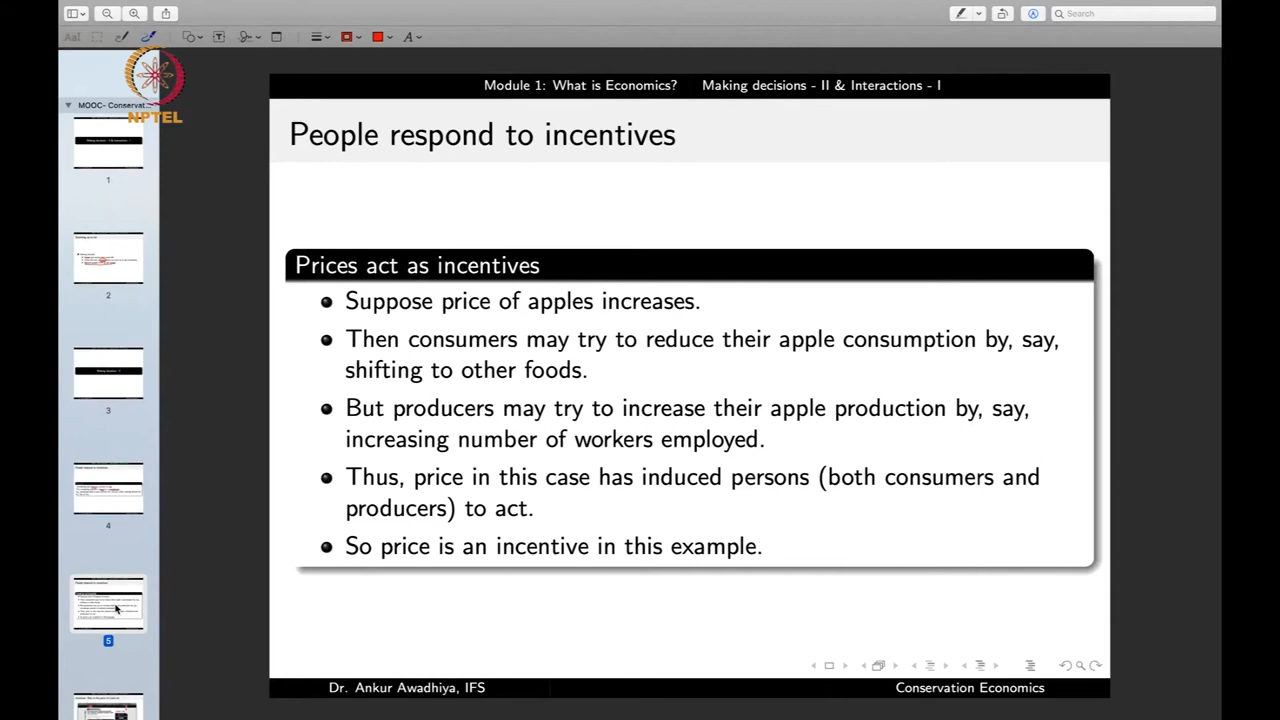 Search
MOOC- Conservat...
NPTEL
Module 1: What is Economics? Making decisions - II & Interactions - I
People respond to incentives
Prices act as incentives
Suppose price of apples increases.
Then consumers may try to reduce their apple consumption by, say,
shifting to other foods.
But producers may try to increase their apple production by, say,
increasing number of workers employed.
Thus, price in this case has induced persons (both consumers and
producers) to act.
So price is an incentive in this example.
1
2
3
4
5
Dr. Ankur Awadhiya, IFS Conservation Economics